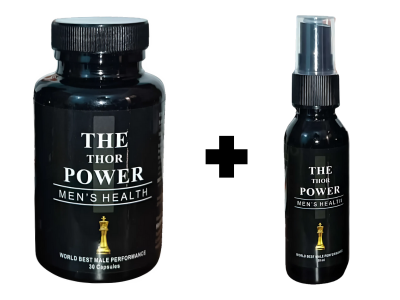 THE
THOR
POWER
MEN'S HEALTH
WORLD BEST MALE PERFORMANCE
30 Capsules
THE
THOR
POWER
MEN'S HEALTH
WORLD BEST MALE PERFORMANCE